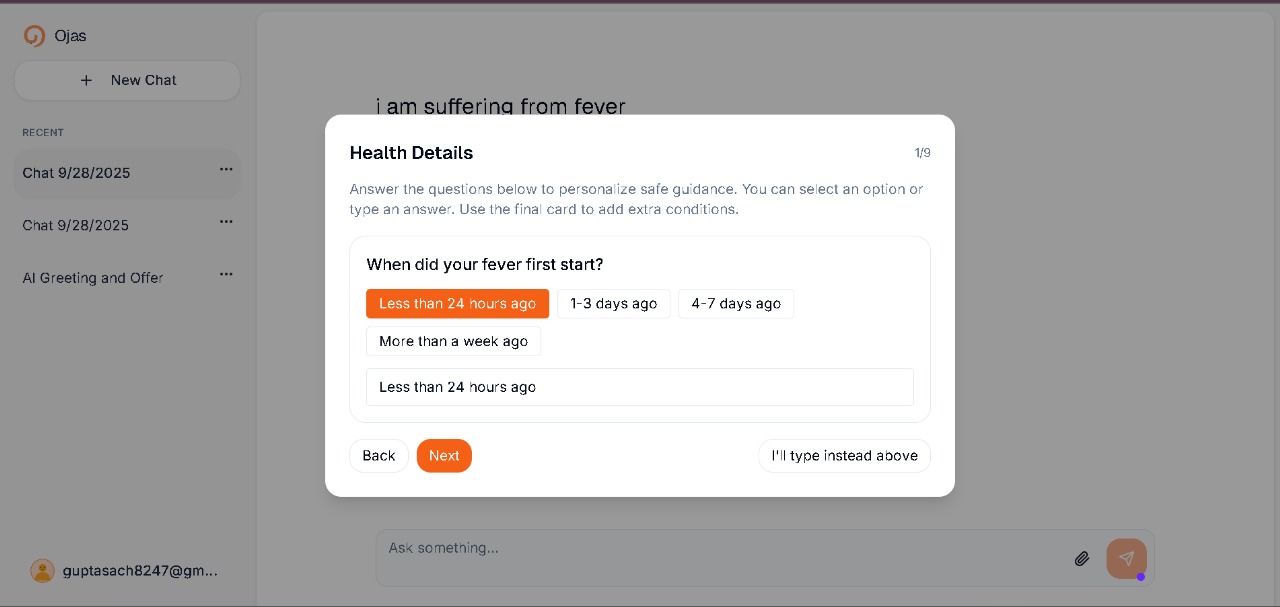 Ojas
+ New Chat
RECENT
Chat 9/28/2025
Chat 9/28/2025
AI Greeting and Offer
guptasach8247@gm...
i am suffering from fever
Health Details
1/9
Answer the questions below to personalize safe guidance. You can select an option or
type an answer. Use the final card to add extra conditions.
When did your fever first start?
Less than 24 hours ago 1-3 days ago 4-7 days ago
More than a week ago
Less than 24 hours ago
Back Next I'll type instead above
Ask something...